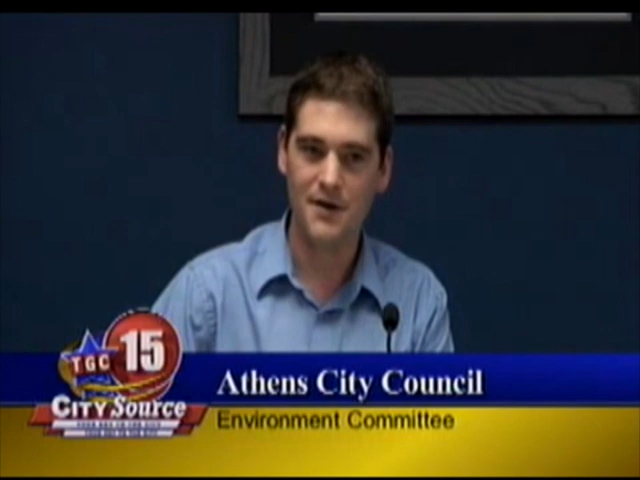 15
TGC
CITY SOURCE
Athens City Council
Environment Committee